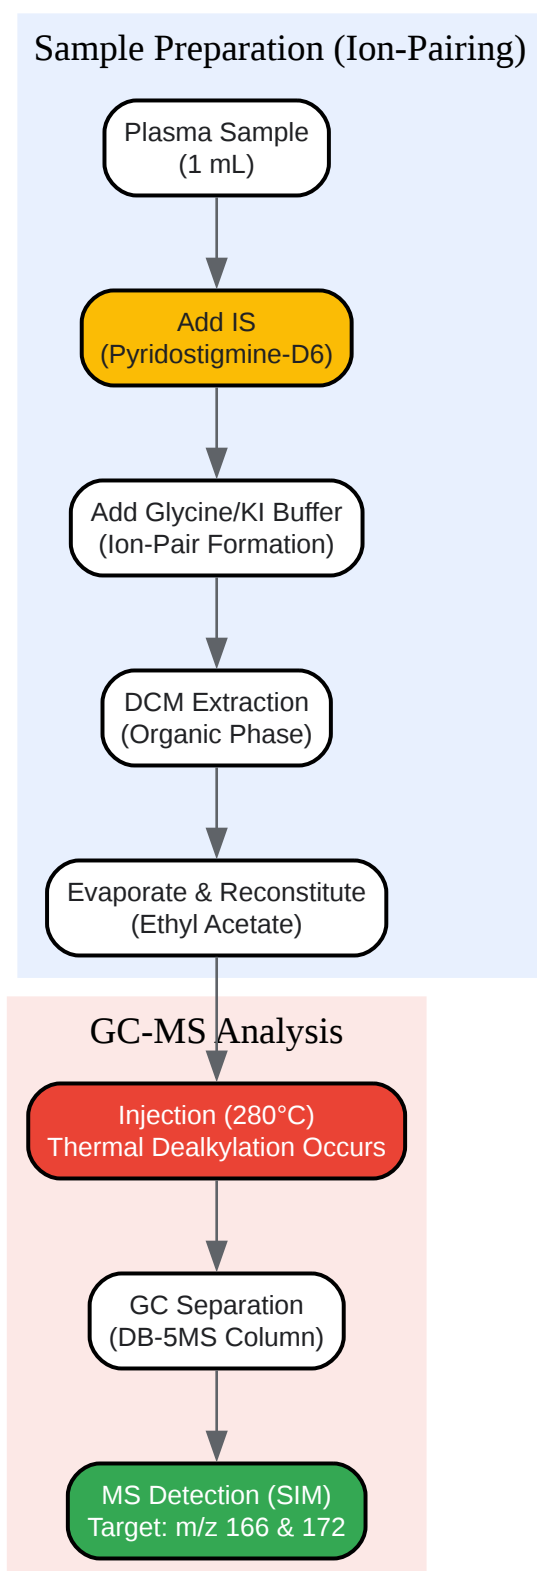 Sample Preparation (Ion-Pairing)
Plasma Sample
(1 mL)
Add IS
(Pyridostigmine-D6)
Add Glycine/KI Buffer
(Ion-Pair Formation)
DCM Extraction
(Organic Phase)
Evaporate & Reconstitute
(Ethyl Acetate)
GC-MS Analysis
Injection (280°C)
Thermal Dealkylation Occurs
GC Separation
(DB-5MS Column)
MS Detection (SIM)
Target: m/z 166 & 172